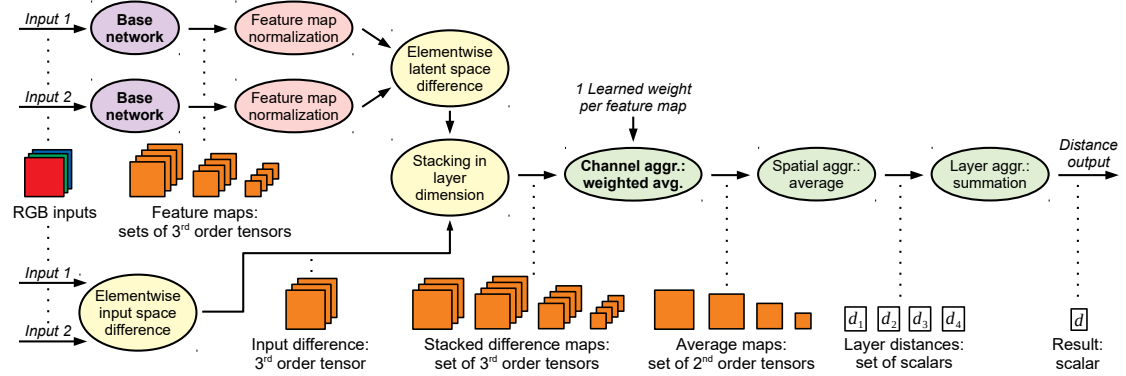 Input 1
Base
network
Feature map
normalization
Elementwise
latent space
difference
Input 2
Base
network
Feature map
normalization
1 Learned weight
per feature map
RGB inputs
Feature maps:
sets of 3rd order tensors
Stacking in
layer
dimension
Channel aggr.:
weighted avg.
Spatial aggr.:
average
Layer aggr.:
summation
Distance
output
Input 1
Elementwise
input space
difference
Input 2
Input difference:
3rd order tensor
Stacked difference maps:
set of 3rd order tensors
Average maps:
set of 2nd order tensors
d1 d2 d3 d4
Layer distances:
set of scalars
d
Result:
scalar